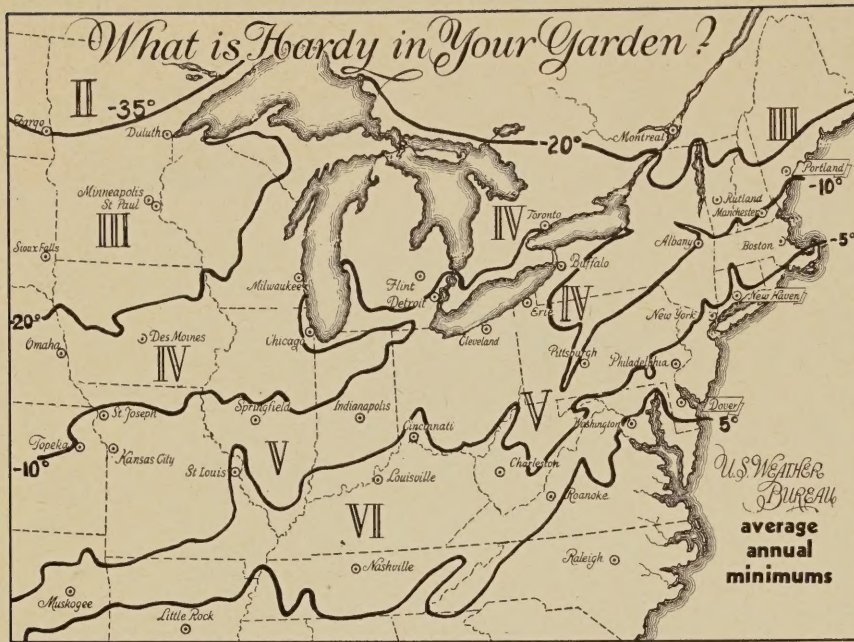 What is Hardy in Your Garden?
II
-35°
Fargo
Duluth
-20°
Montreal
III
Portland
-10°
Minneapolis
St. Paul
III
Toronto
IV
Rutland
Manchester
Sioux Falls
Albany
Boston
-5°
Buffalo
Milwaukee
Flint
Detroit
IV
Erie
New Haven
-20°
Des Moines
Chicago
Cleveland
New York
Omaha
IV
Pittsburgh
Philadelphia
St. Joseph
Springfield
Indianapolis
V
Dover
5°
Topeka
Cincinnati
Washington
-10°
Kansas City
St Louis
V
Louisville
Charleston
Roanoke
U.S. WEATHER
BUREAU
average
annual
minimums
VI
Nashville
Raleigh
Muskogee
Little Rock